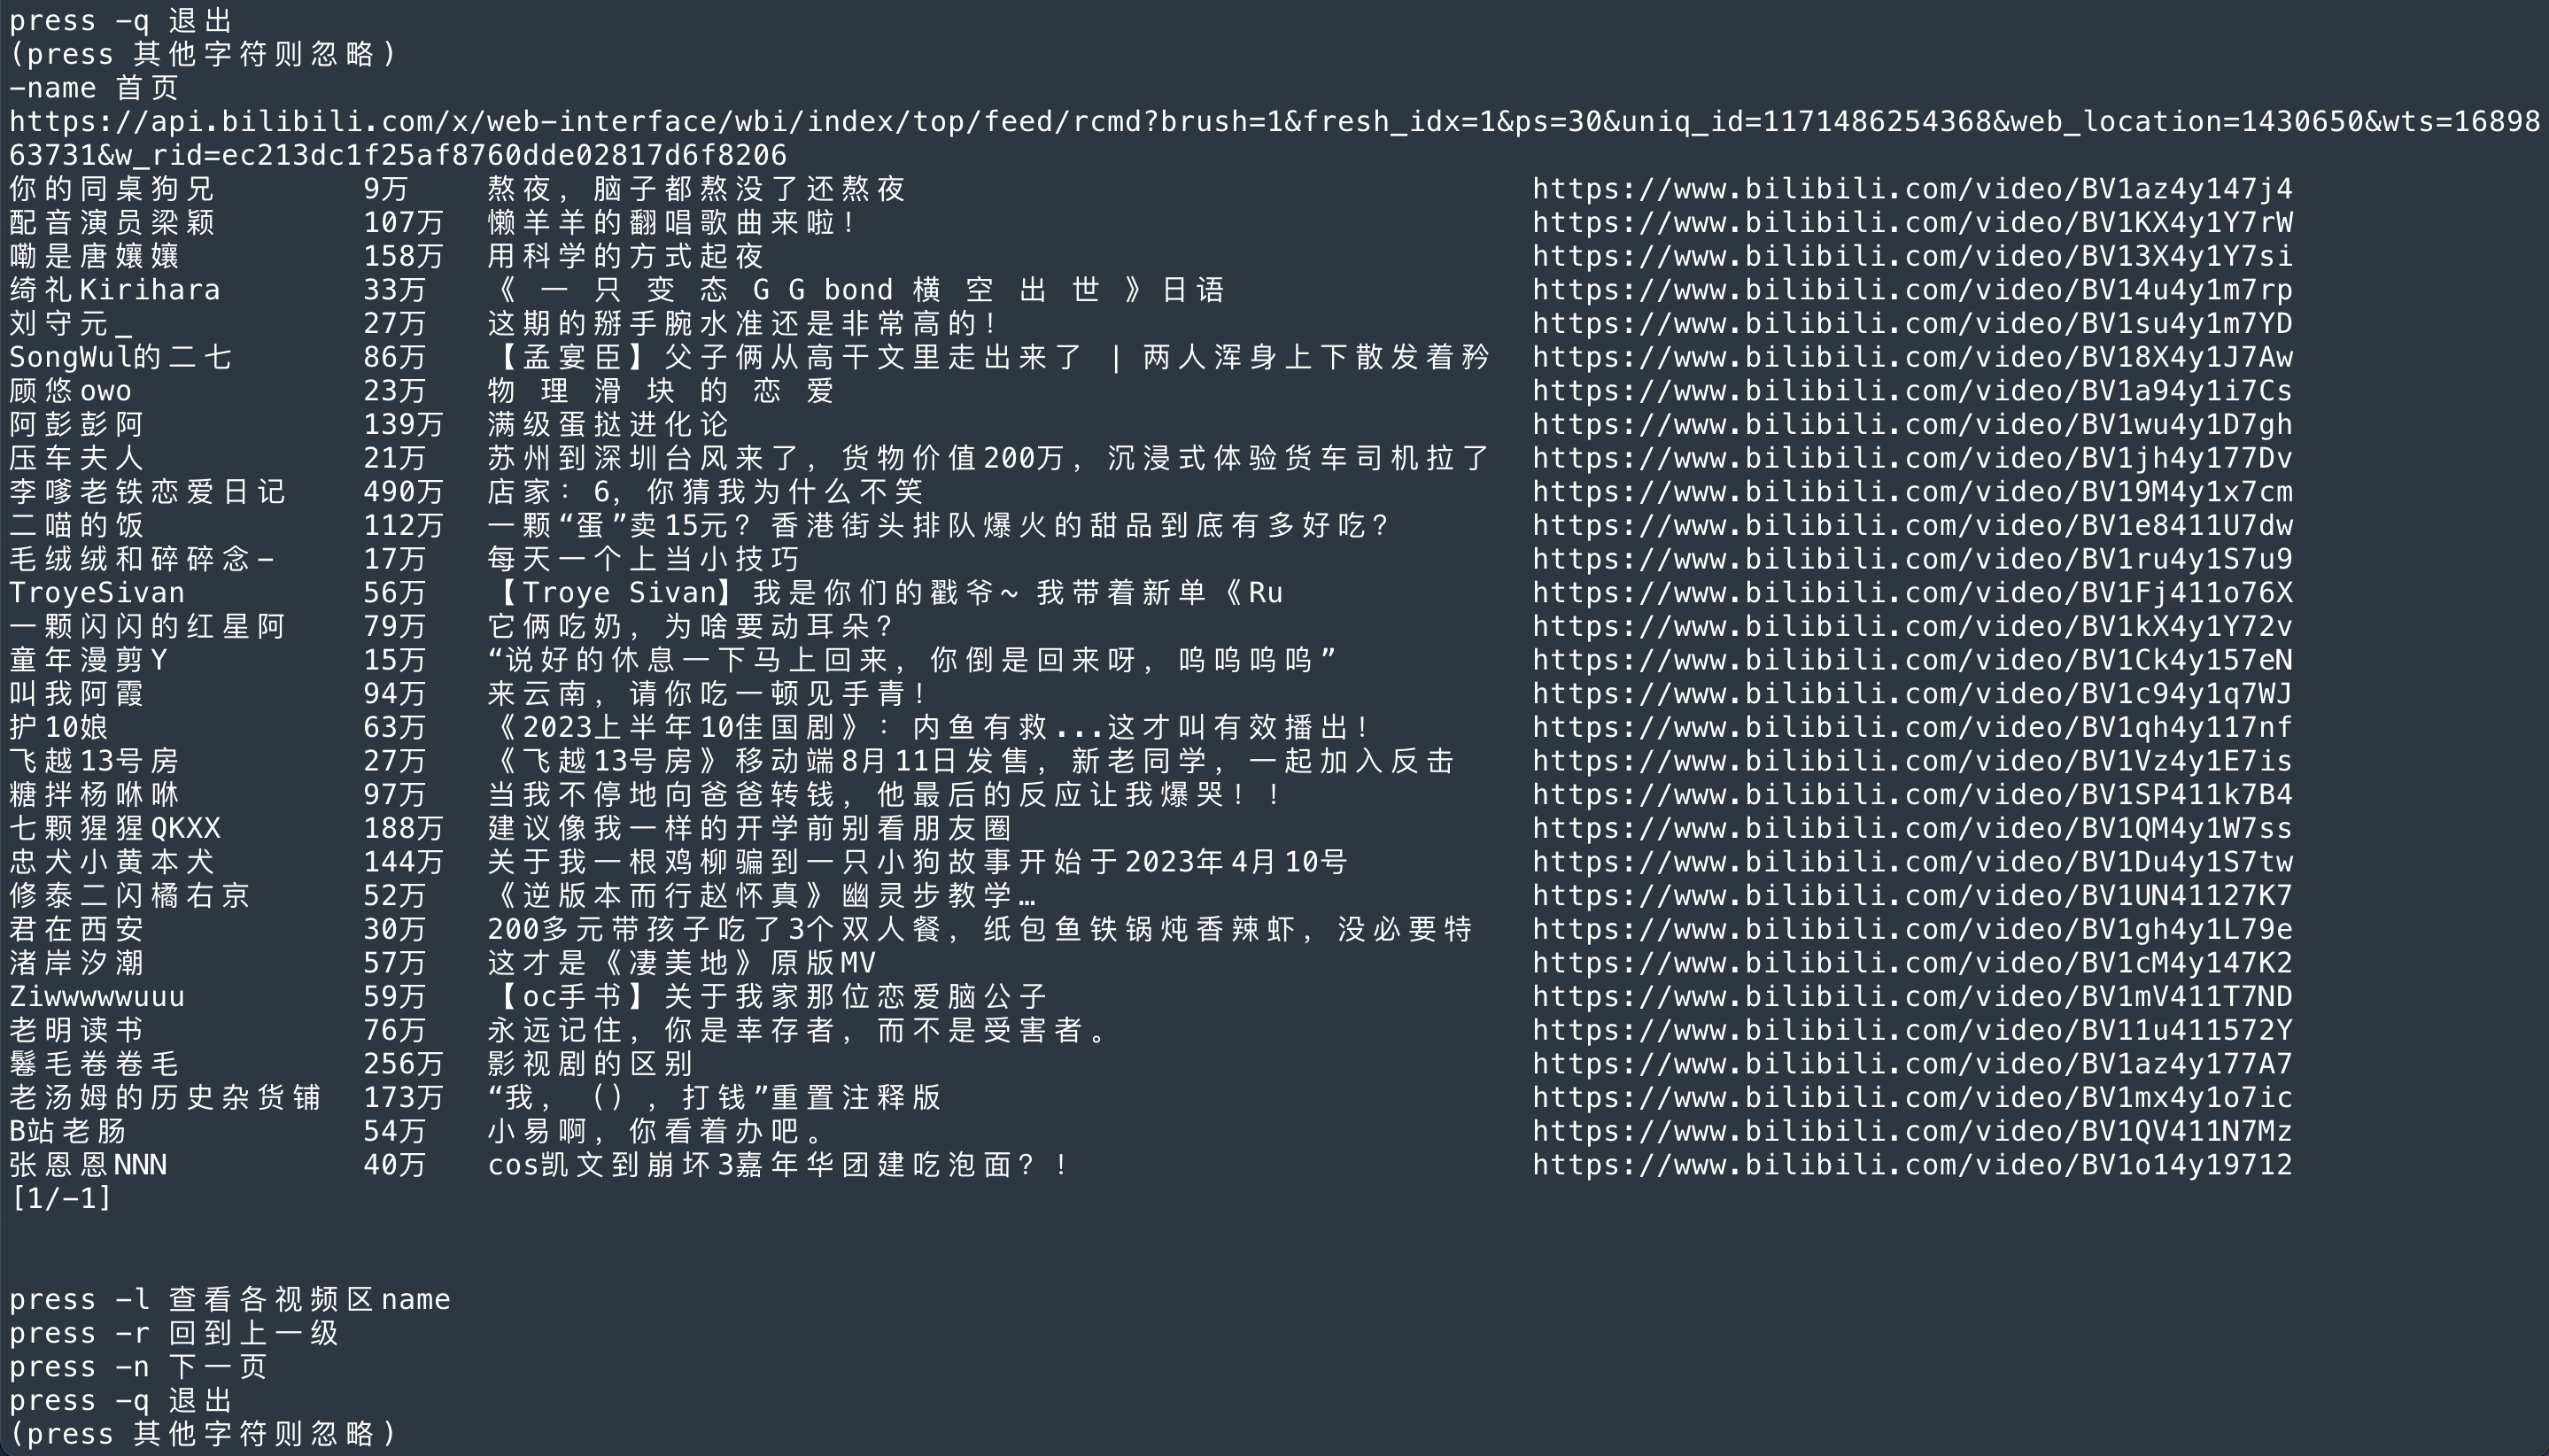 press -q 退出
(press 其他字符则忽略)
-name 首页
https://api.bilibili.com/x/web-interface/wbi/index/top/feed/rcmd?brush=1&fresh_idx=1&ps=30&uniq_id=1171486254368&web_location=1430650&wts=16898
63731&w_rid=ec213dc1f25af8760dde02817d6f8206
你的同桌狗兄 9万 熬夜，脑子都熬没了还熬夜 https://www.bilibili.com/video/BV1az4y147j4
配音演员梁颖 107万 懒羊羊的翻唱歌曲来啦！ https://www.bilibili.com/video/BV1KX4y1Y7rW
嘞是唐孃孃 158万 用科学的方式起夜 https://www.bilibili.com/video/BV13X4y1Y7si
绮礼Kirihara 33万 《 一 只 变 态 G G bond 横 空 出 世 》日语 https://www.bilibili.com/video/BV14u4y1m7rp
刘守元_ 27万 这期的掰手腕水准还是非常高的！ https://www.bilibili.com/video/BV1su4y1m7YD
SongWul的二七 86万 【孟宴臣】父子俩从高干文里走出来了 | 两人浑身上下散发着矜 https://www.bilibili.com/video/BV18X4y1J7Aw
顾悠owo 23万 物 理 滑 块 的 恋 爱 https://www.bilibili.com/video/BV1a94y1i7Cs
阿彭彭阿 139万 满级蛋挞进化论 https://www.bilibili.com/video/BV1wu4y1D7gh
压车夫人 21万 苏州到深圳台风来了，货物价值200万，沉浸式体验货车司机拉了 https://www.bilibili.com/video/BV1jh4y177Dv
李嗲老铁恋爱日记 490万 店家：6，你猜我为什么不笑 https://www.bilibili.com/video/BV19M4y1x7cm
二喵的饭 112万 一颗“蛋”卖15元？香港街头排队爆火的甜品到底有多好吃？ https://www.bilibili.com/video/BV1e8411U7dw
毛绒绒和碎碎念- 17万 每天一个上当小技巧 https://www.bilibili.com/video/BV1ru4y1S7u9
TroyeSivan 56万 【Troye Sivan】我是你们的戳爷~ 我带着新单《Ru https://www.bilibili.com/video/BV1Fj411o76X
一颗闪闪的红星阿 79万 它俩吃奶，为啥要动耳朵？ https://www.bilibili.com/video/BV1kX4y1Y72v
童年漫剪Y 15万 “说好的休息一下马上回来，你倒是回来呀，呜呜呜呜” https://www.bilibili.com/video/BV1Ck4y157eN
叫我阿霞 94万 来云南，请你吃一顿见手青！ https://www.bilibili.com/video/BV1c94y1q7WJ
护10娘 63万 《2023上半年10佳国剧》：内鱼有救...这才叫有效播出！ https://www.bilibili.com/video/BV1qh4y117nf
飞越13号房 27万 《飞越13号房》移动端8月11日发售，新老同学，一起加入反击 https://www.bilibili.com/video/BV1Vz4y1E7is
糖拌杨咻咻 97万 当我不停地向爸爸转钱，他最后的反应让我爆哭！！ https://www.bilibili.com/video/BV1SP411k7B4
七颗猩猩QKXX 188万 建议像我一样的开学前别看朋友圈 https://www.bilibili.com/video/BV1QM4y1W7ss
忠犬小黄本犬 144万 关于我一根鸡柳骗到一只小狗故事开始于2023年4月10号 https://www.bilibili.com/video/BV1Du4y1S7tw
修泰二闪橘右京 52万 《逆版本而行赵怀真》幽灵步教学… https://www.bilibili.com/video/BV1UN41127K7
君在西安 30万 200多元带孩子吃了3个双人餐，纸包鱼铁锅炖香辣虾，没必要特 https://www.bilibili.com/video/BV1gh4y1L79e
渚岸汐潮 57万 这才是《凄美地》原版MV https://www.bilibili.com/video/BV1cM4y147K2
Ziwwwwwuuu 59万 【oc手书】关于我家那位恋爱脑公子 https://www.bilibili.com/video/BV1mV411T7ND
老明读书 76万 永远记住，你是幸存者，而不是受害者。 https://www.bilibili.com/video/BV11u411572Y
鬈毛卷卷毛 256万 影视剧的区别 https://www.bilibili.com/video/BV1az4y177A7
老汤姆的历史杂货铺 173万 “我，（），打钱”重置注释版 https://www.bilibili.com/video/BV1mx4y1o7ic
B站老肠 54万 小易啊，你看着办吧。 https://www.bilibili.com/video/BV1QV411N7Mz
张恩恩NNN 40万 cos凯文到崩坏3嘉年华团建吃泡面？！ https://www.bilibili.com/video/BV1o14y19712
[1/-1]
press -l 查看各视频区name
press -r 回到上一级
press -n 下一页
press -q 退出
(press 其他字符则忽略)